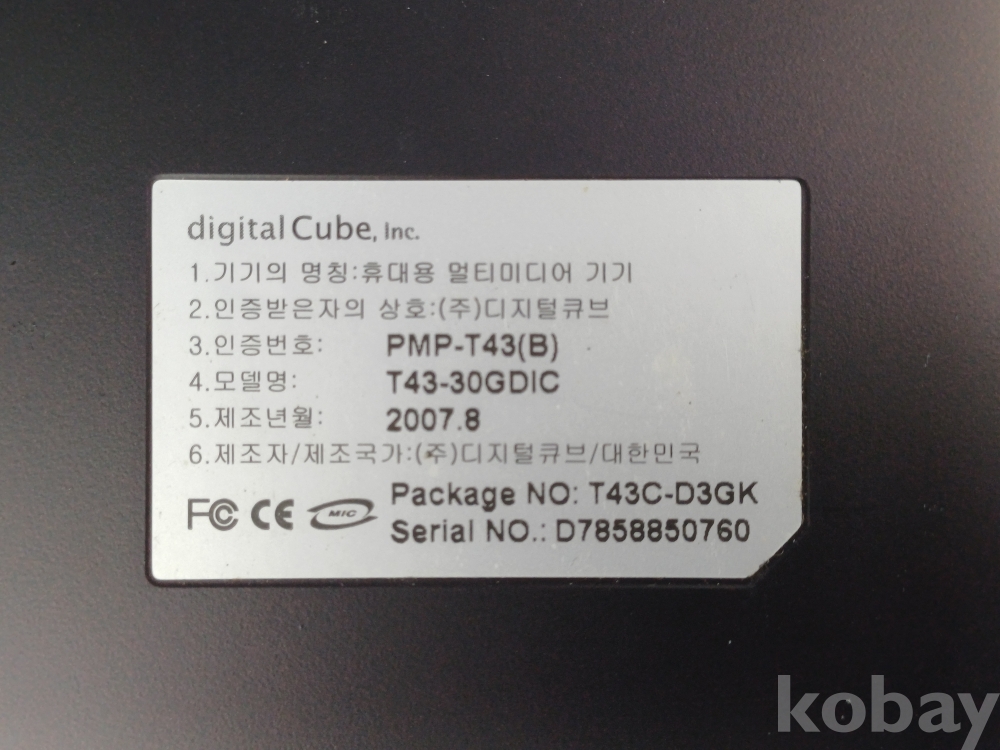 digital Cube, Inc.
1.기기의 명칭:휴대용 멀티미디어 기기
2.인증받은자의 상호:(주)디지털큐브
3.인증번호: PMP-T43(B)
4.모델명: T43-30GDIC
5.제조년월: 2007.8
6.제조자/제조국가:(주)디지털큐브/대한민국
FC CE MIC
Package NO: T43C-D3GK
Serial NO.: D7858850760
kobay